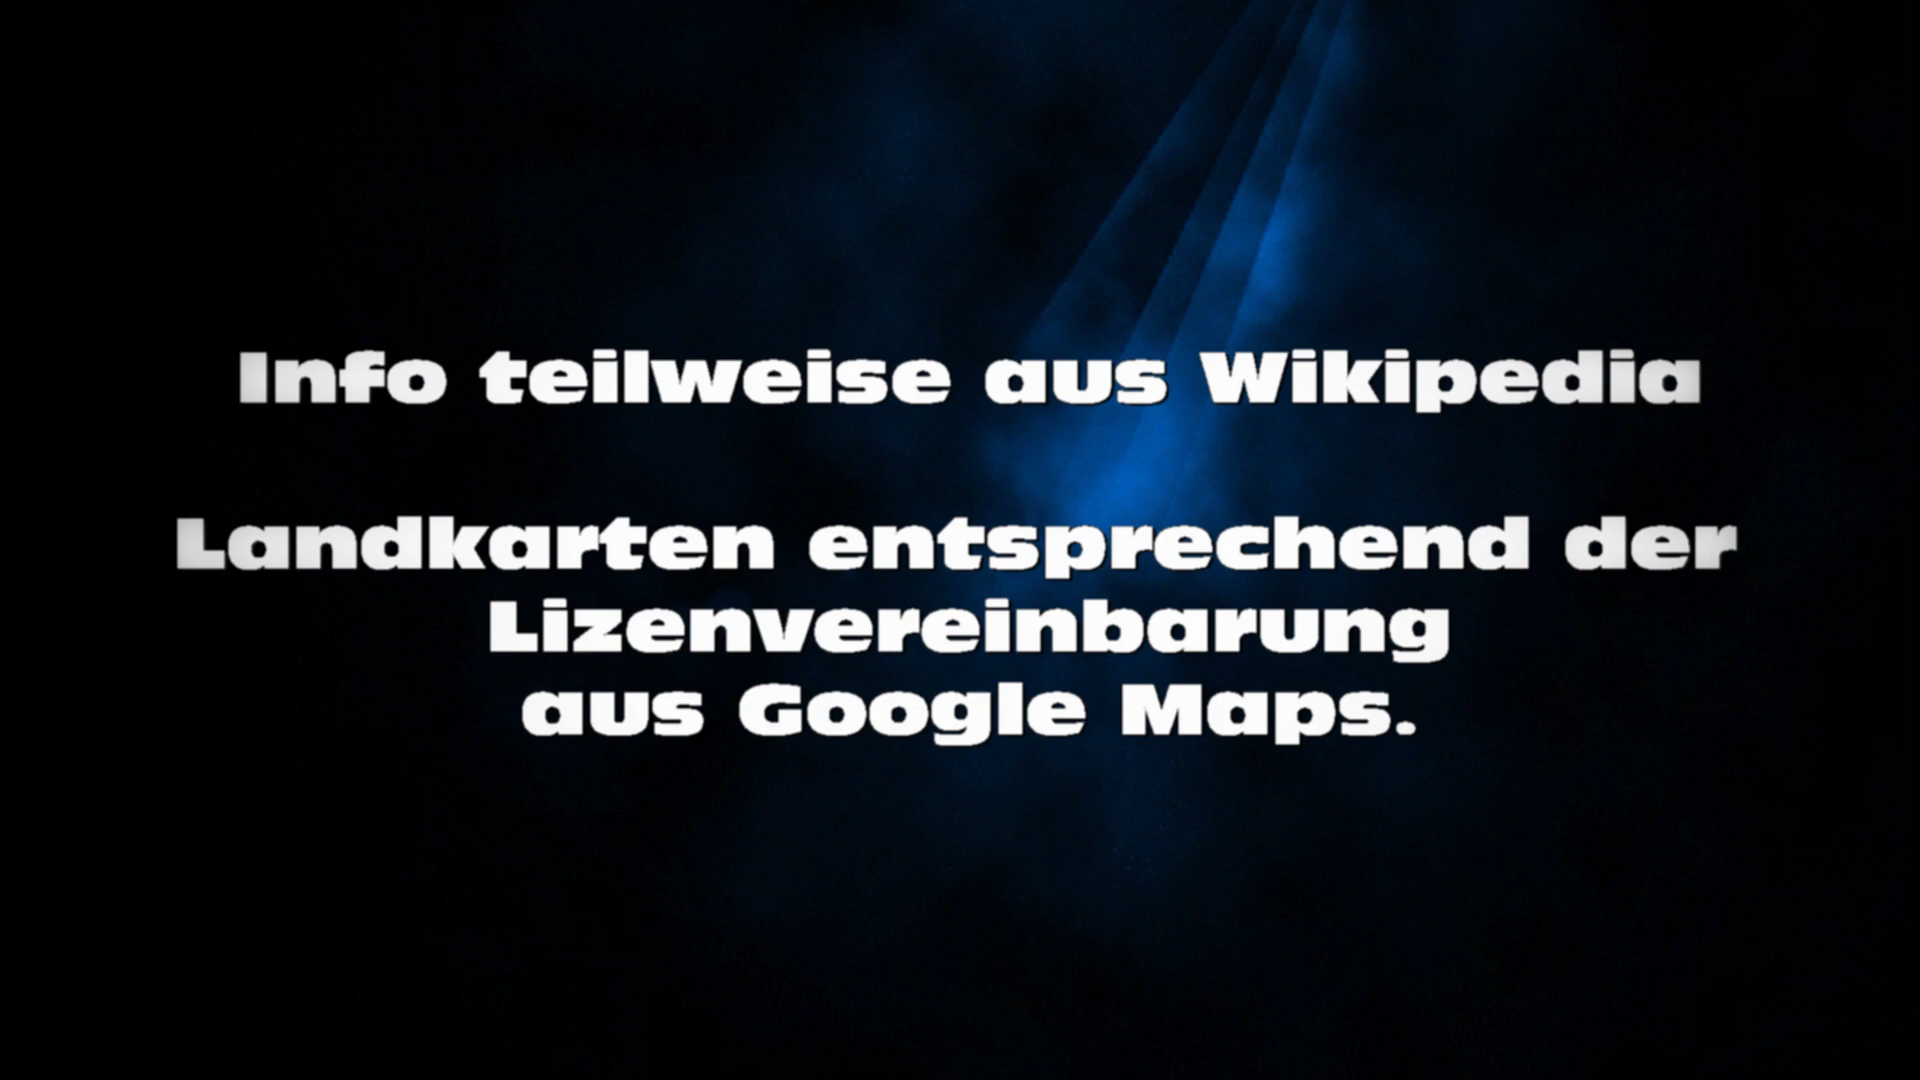 Info teilweise aus Wikipedia
Landkarten entsprechend der
Lizenvereinbarung
aus Google Maps.